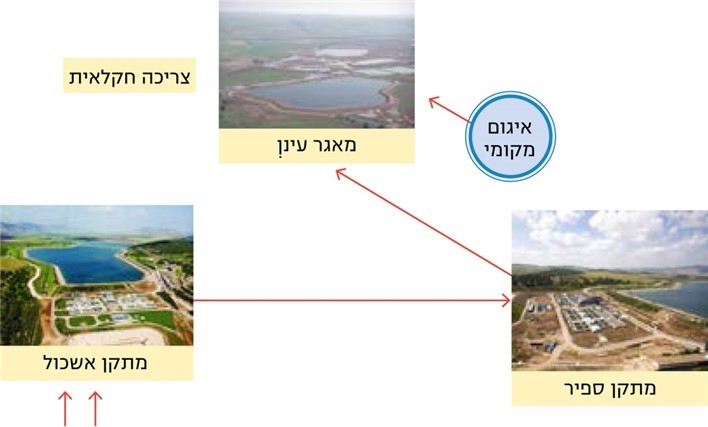 צריכה חקלאית
מאגר עינן
איגום
מקומי
מתקן אשכול
מתקן ספיר